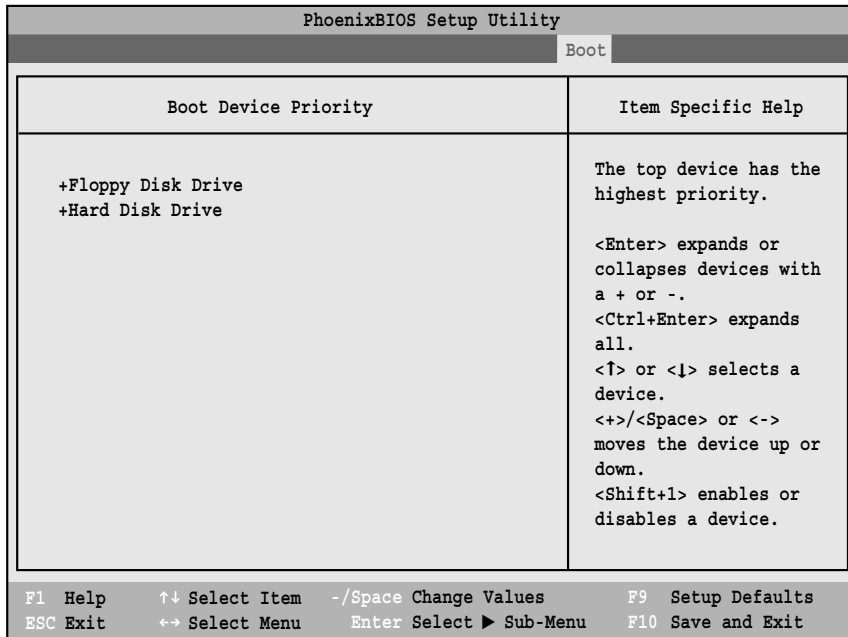 PhoenixBIOS Setup Utility
Boot
Boot Device Priority
Item Specific Help
+Floppy Disk Drive
+Hard Disk Drive
The top device has the
highest priority.
<Enter> expands or
collapses devices with
a + or -.
<Ctrl+Enter> expands
all.
<↑> or <↓> selects a
device.
<+>/<Space> or <->
moves the device up or
down.
<Shift+1> enables or
disables a device.
F1 Help ↑↓ Select Item -/Space Change Values F9 Setup Defaults
ESC Exit ←→ Select Menu Enter Select ▶ Sub-Menu F10 Save and Exit